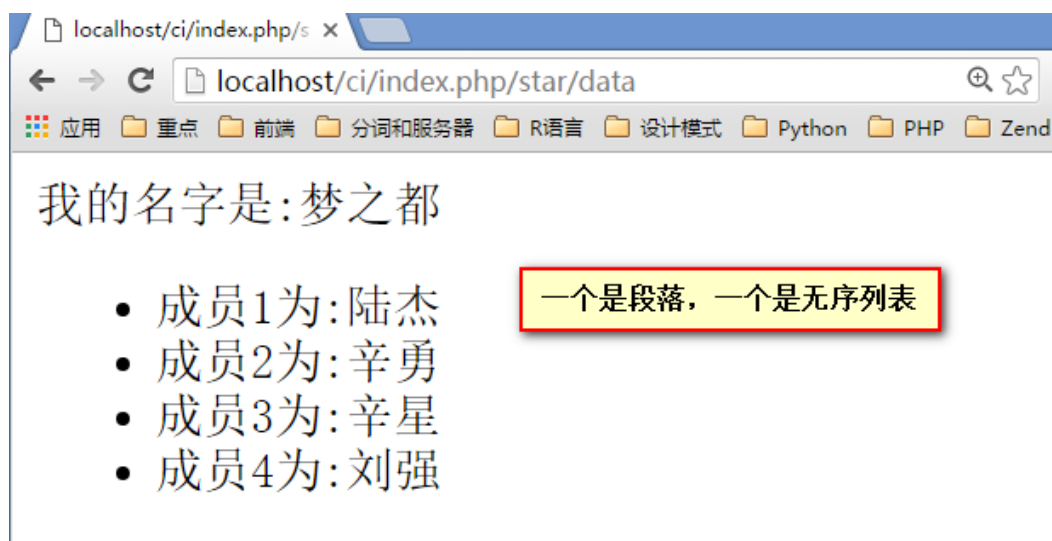 localhost/ci/index.php/s
localhost/ci/index.php/star/data
应用 重点 前端 分词和服务器 R语言 设计模式 Python PHP Zend
我的名字是:梦之都
成员1为:陆杰
一个是段落，一个是无序列表
成员2为:辛勇
成员3为:辛星
成员4为:刘强